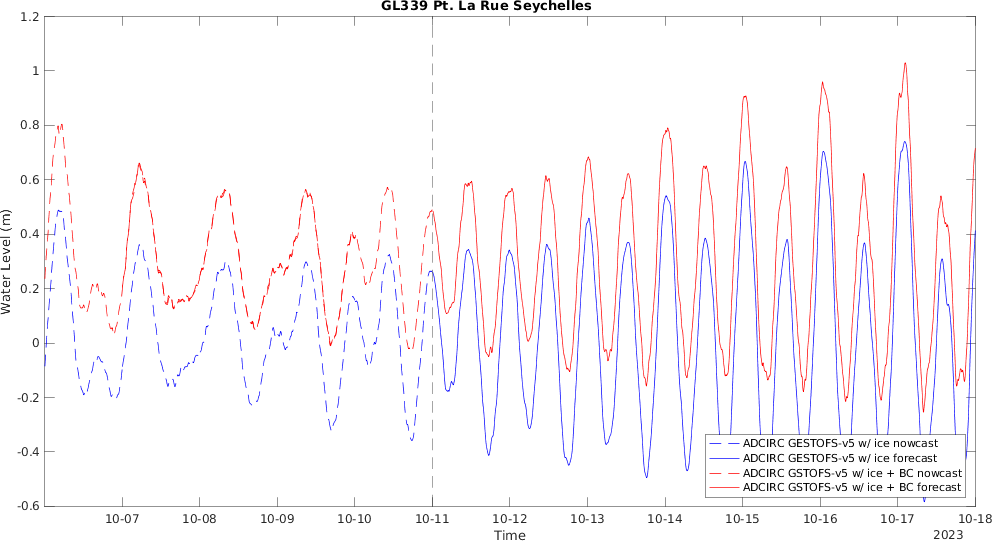 GL339 Pt. La Rue Seychelles
1.2
1
0.8
0.6
0.4
0.2
0
-0.2
-0.4
-0.6
Water Level (m)
ADCIRC GESTOFS-v5 w/ ice nowcast
ADCIRC GESTOFS-v5 w/ ice forecast
ADCIRC GSTOFS-v5 w/ ice + BC nowcast
ADCIRC GSTOFS-v5 w/ ice + BC forecast
10-07 10-08 10-09 10-10 10-11 10-12 10-13 10-14 10-15 10-16 10-17 10-18
Time
2023